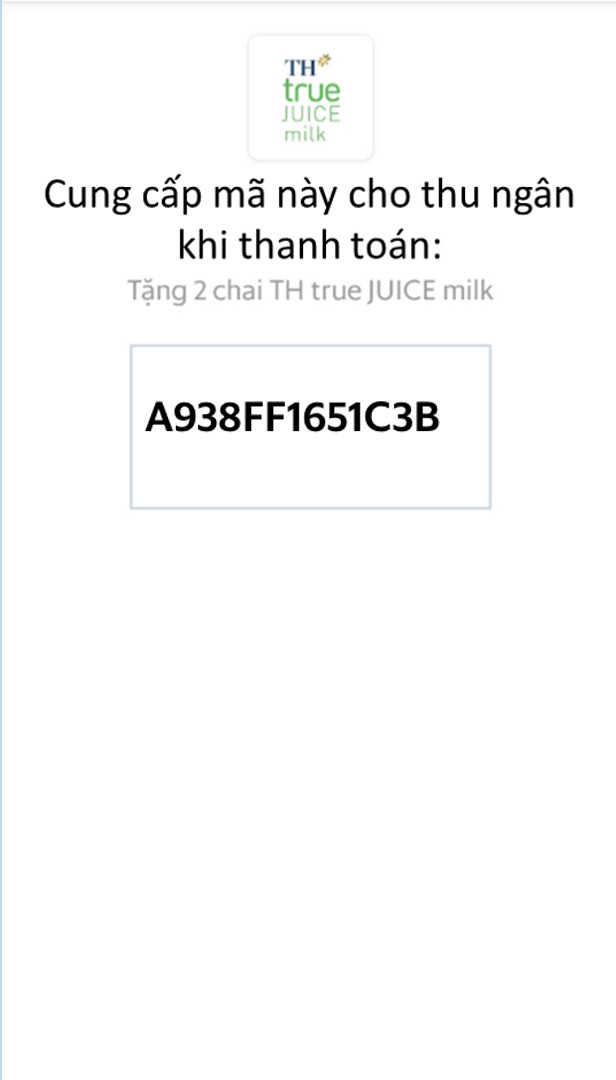 TH
true
JUICE
milk
Cung cấp mã này cho thu ngân
khi thanh toán:
Tặng 2 chai TH true JUICE milk
A938FF1651C3B